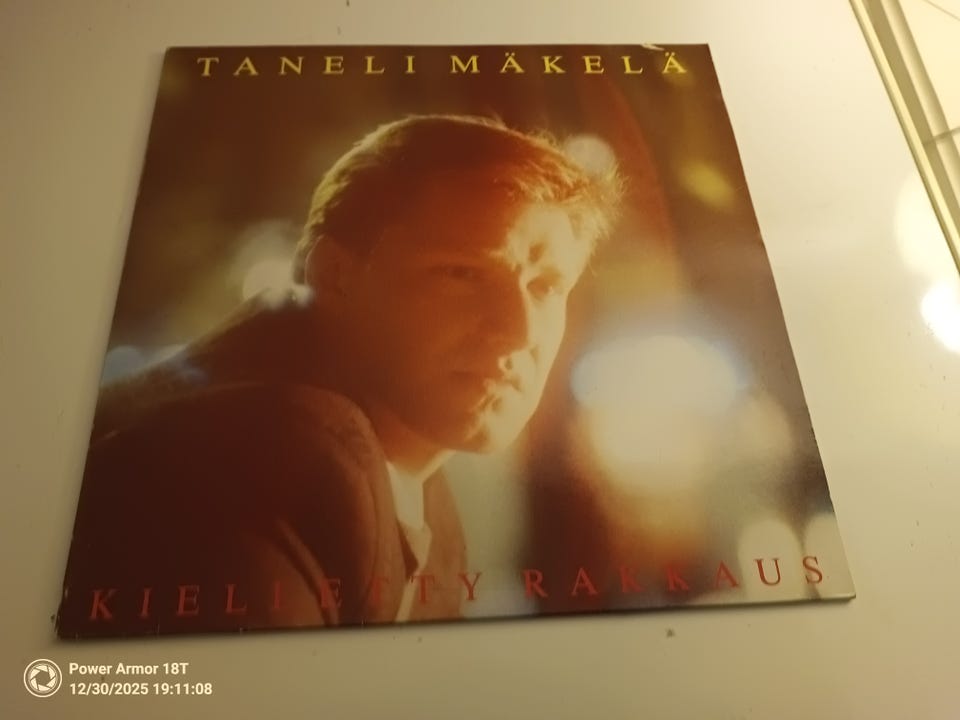 TANELI MÄKELÄ
KIELLETTY RAKKAUS
Power Armor 18T
12/30/2025 19:11:08